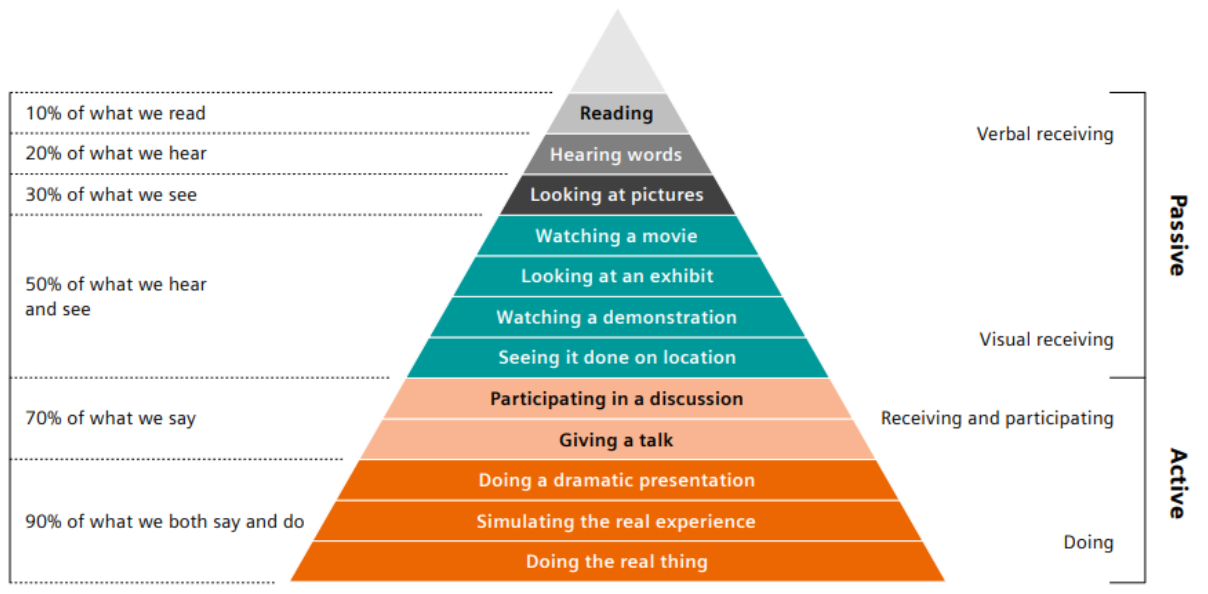 10% of what we read
Reading
Verbal receiving
20% of what we hear
Hearing words
30% of what we see
Looking at pictures
Passive
Watching a movie
50% of what we hear
and see
Looking at an exhibit
Watching a demonstration
Visual receiving
Seeing it done on location
70% of what we say
Participating in a discussion
Receiving and participating
Giving a talk
Active
Doing a dramatic presentation
90% of what we both say and do
Simulating the real experience
Doing
Doing the real thing